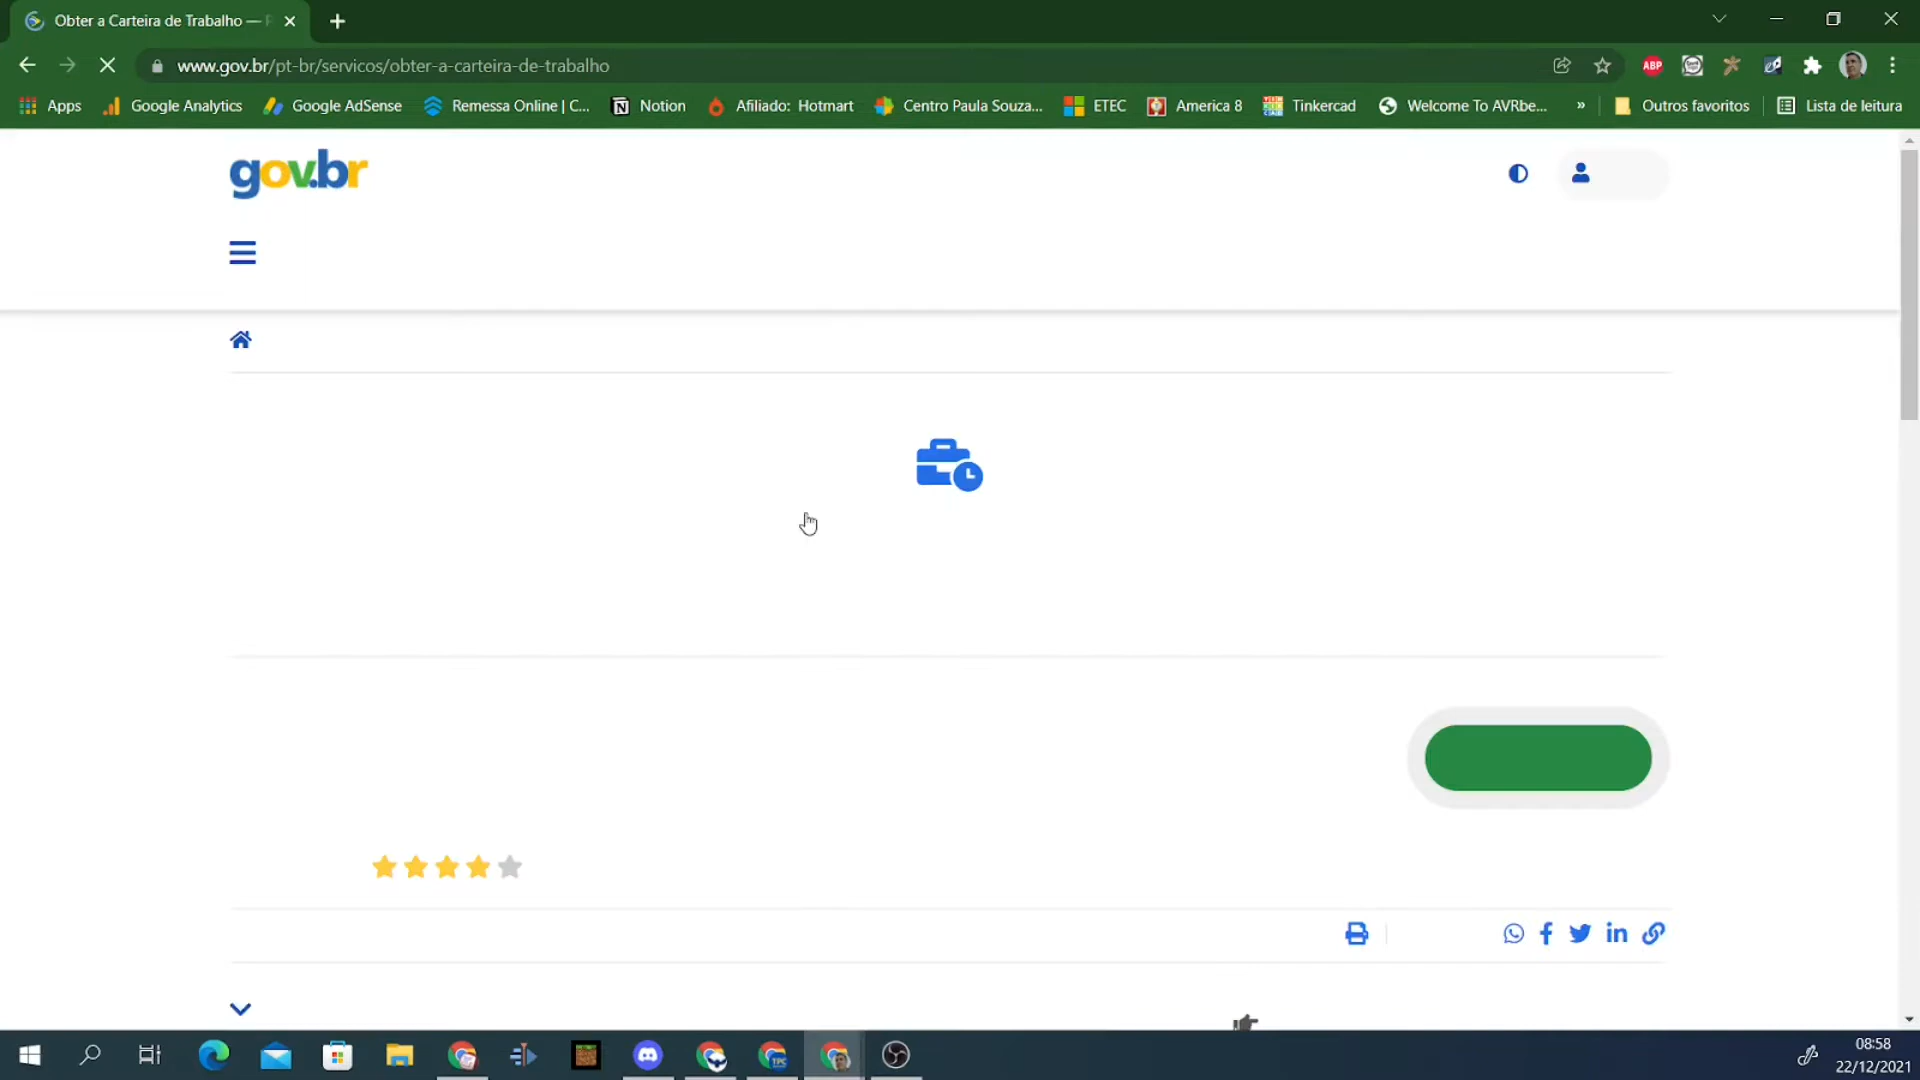 Obter a Carteira de Trabalho —
www.gov.br/pt-br/servicos/obter-a-carteira-de-trabalho
ABP
Apps Google Analytics Google AdSense Remessa Online | C... Notion Afiliado: Hotmart Centro Paula Souza... ETEC America 8 Tinkercad Welcome To AVRbe... » Outros favoritos Lista de leitura
gov.br
TPC
08:58
22/12/2021